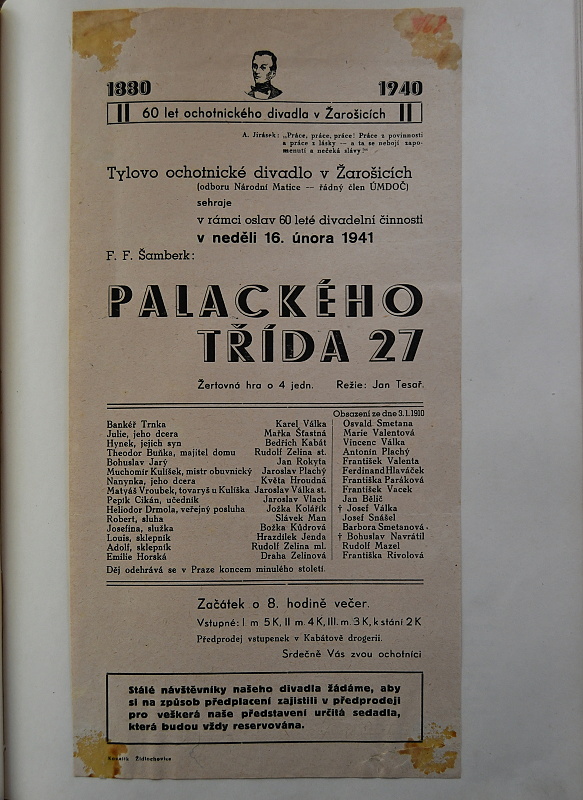 1880 1940
60 let ochotnického divadla v Žarošicích
A. Jirásek: „Práce, práce, práce! Práce z povinnosti
a práce z lásky — a ta se nebojí zapo-
menutí a nečeká slávy."
Tylovo ochotnické divadlo v Žarošicích
(odboru Národní Matice — řádný člen ÚMDOČ)
sehraje
v rámci oslav 60 leté divadelní činnosti
v neděli 16. února 1941
F. F. Šamberk:
PALACKÉHO
TŘÍDA 27
Žertovná hra o 4 jedn. Režie: Jan Tesař.
Obsazení ze dne 3. 1. 1910
Bankéř Trnka Karel Válka Osvald Smetana
Julie, jeho dcera Mařka Šťastná Marie Valentová
Hynek, jejich syn Bedřich Kabát Vincenc Válka
Theodor Buňka, majitel domu Rudolf Zelina st. Antonín Plachý
Bohuslav Jarý Jan Rokyta František Valenta
Muchomír Kulíšek, mistr obuvnický Jaroslav Plachý Ferdinand Hlaváček
Nanynka, jeho dcera Květa Hroudná Františka Paráková
Matyáš Vroubek, tovaryš u Kulíška Jaroslav Válka st. František Vacek
Pepík Cikán, učedník Jaroslav Vlach Jan Bělič
Heliodor Drmola, veřejný posluha Jožka Kolářík † Josef Válka
Robert, sluha Slávek Man Josef Snášel
Josefina, služka Božka Kůdrová Barbora Smetanová
Louis, sklepník Hrazdílek Jenda † Bohuslav Navrátil
Adolf, sklepník Rudolf Zelina ml. Rudolf Mazel
Emilie Horská Draha Zelinová Františka Rivolová
Děj odehrává se v Praze koncem minulého století.
Začátek o 8. hodině večer.
Vstupné: I m 5 K, II m. 4 K, III. m. 3 K, k stání 2 K
Předprodej vstupenek v Kabátově drogerii.
Srdečně Vás zvou ochotníci
Stálé návštěvníky našeho divadla žádáme, aby
si na způsob předplacení zajistili v předprodeji
pro veškerá naše představení určitá sedadla,
která budou vždy reservována.
Židlochovice